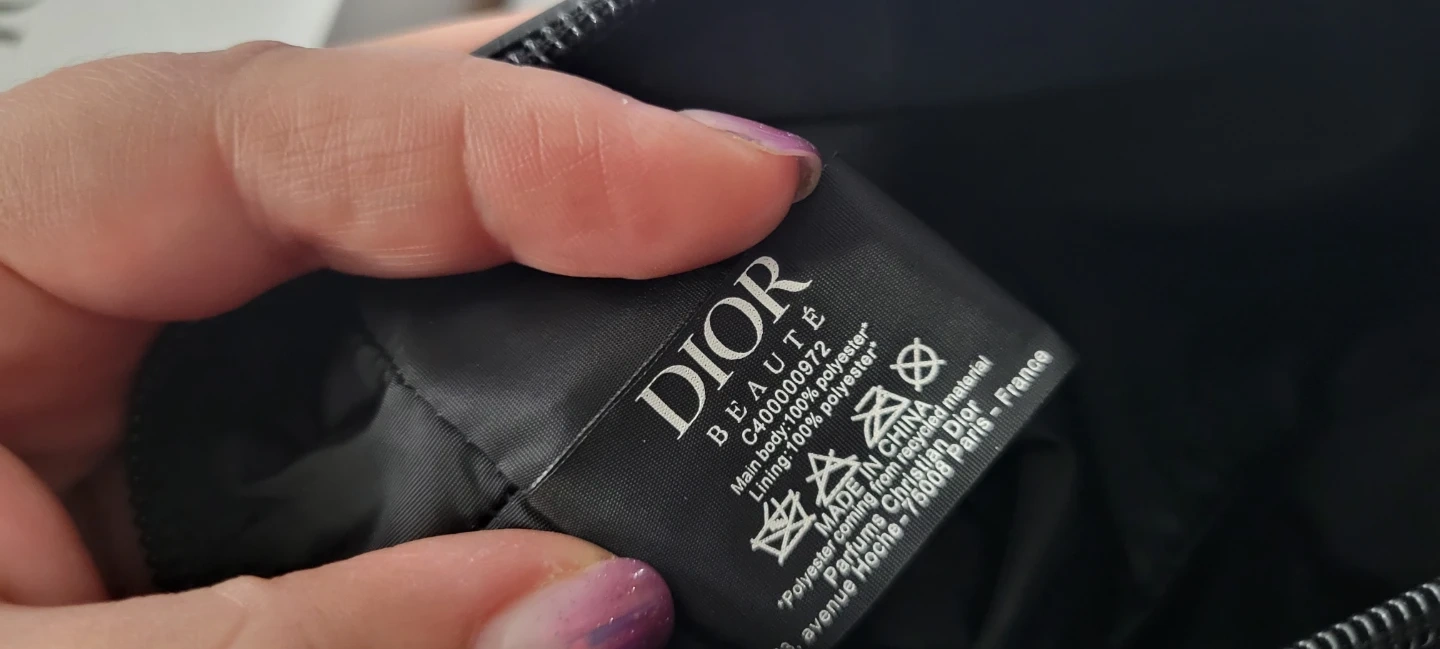 DIOR
BEAUTÉ
C400000972
Main body:100% polyester*
Lining:100% polyester*
MADE IN CHINA
*Polyester coming from recycled material
Parfums Christian Dior
avenue Hoche - 75008 Paris - France